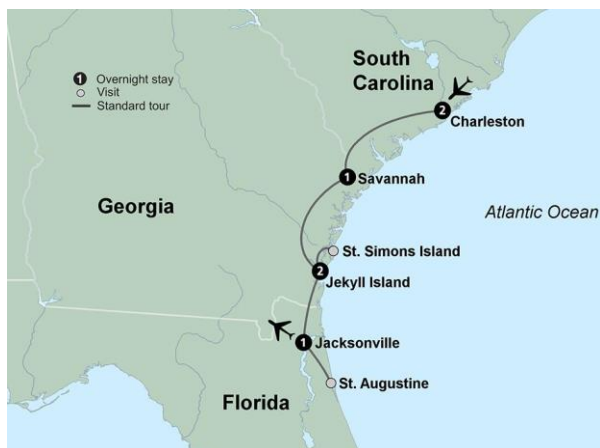 South
Carolina
1 Overnight stay
Visit
Standard tour
2
Charleston
1 Savannah
Georgia
Atlantic Ocean
St. Simons Island
2
Jekyll Island
1 Jacksonville
St. Augustine
Florida